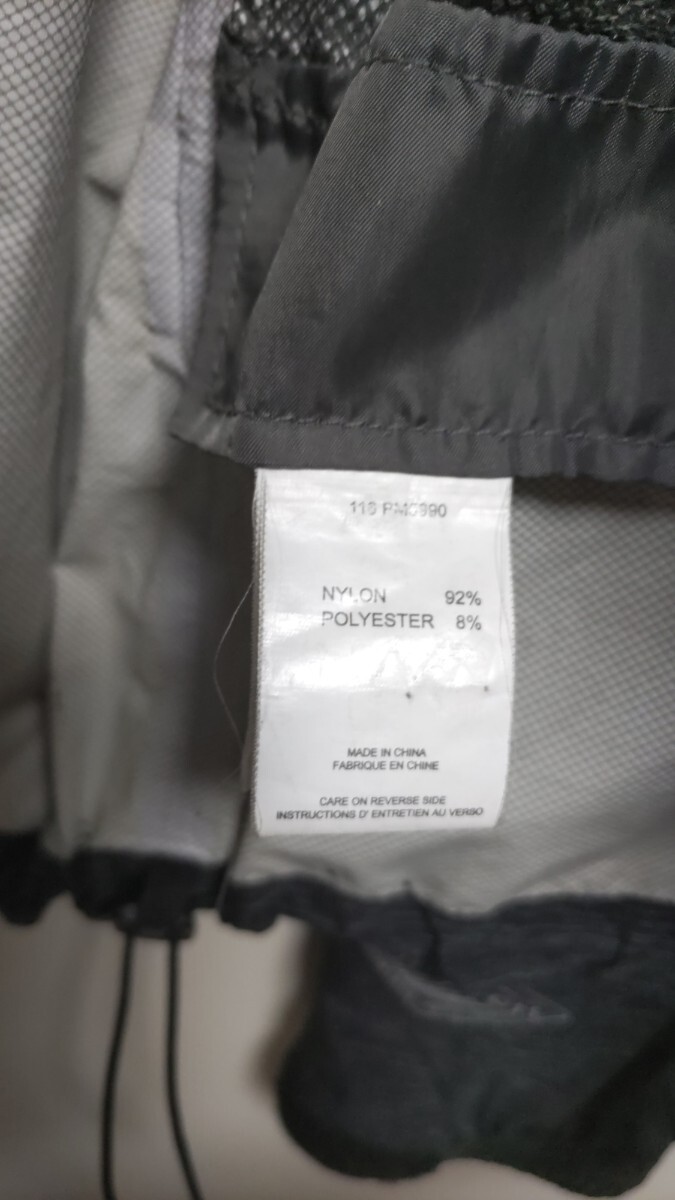 NYLON 92%
POLYESTER 8%
MADE IN CHINA
FABRIQUE EN CHINE
CARE ON REVERSE SIDE
INSTRUCTIONS D' ENTRETIEN AU VERSO